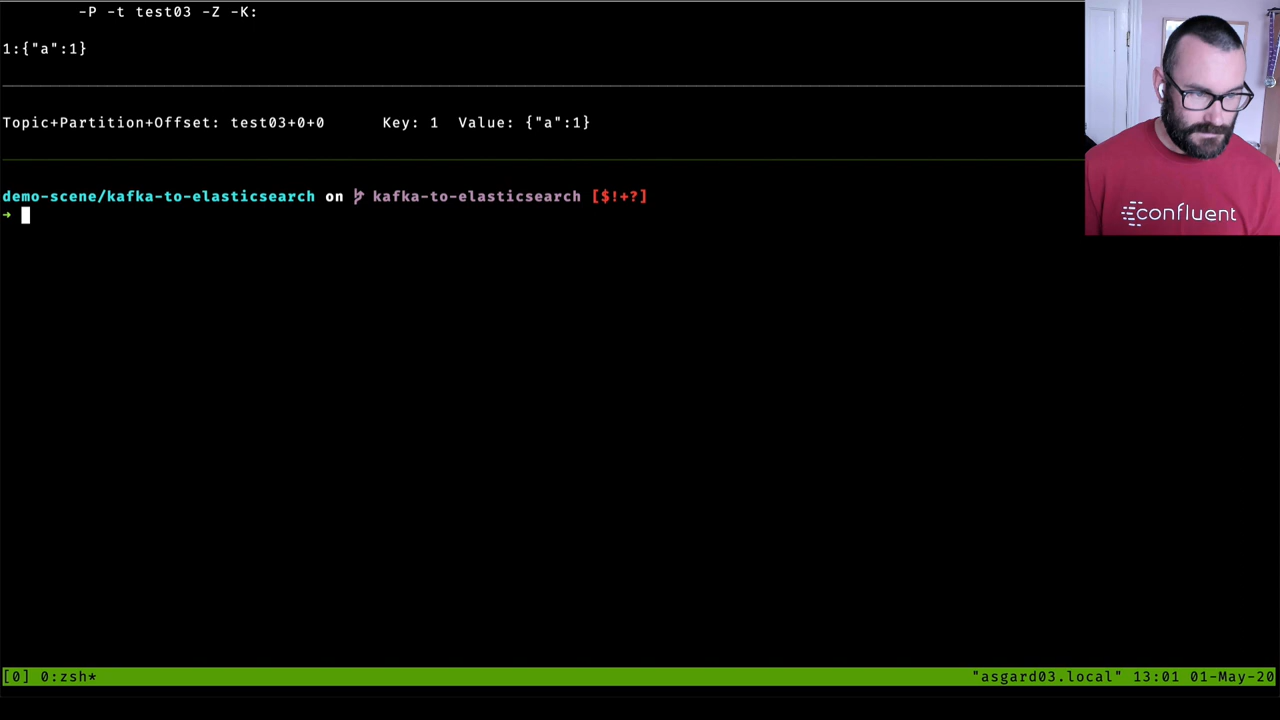 -P -t test03 -Z -K:
1:{"a":1}
Topic+Partition+Offset: test03+0+0 Key: 1 Value: {"a":1}
demo-scene/kafka-to-elasticsearch on kafka-to-elasticsearch [$!+?]
→
confluent
[0] 0:zsh* "asgard03.local" 13:01 01-May-20